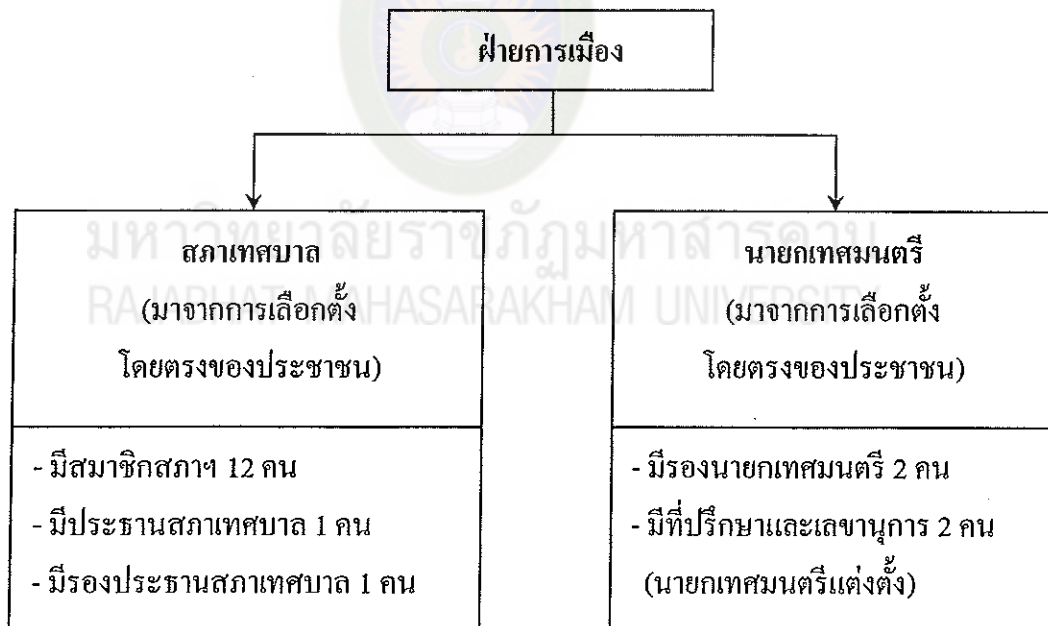 ฝ่ายการเมือง
สภาเทศบาล
(มาจากการเลือกตั้ง
โดยตรงของประชาชน)
- มีสมาชิกสภาฯ 12 คน
- มีประธานสภาเทศบาล 1 คน
- มีรองประธานสภาเทศบาล 1 คน
นายกเทศมนตรี
(มาจากการเลือกตั้ง
โดยตรงของประชาชน)
- มีรองนายกเทศมนตรี 2 คน
- มีที่ปรึกษาและเลขานุการ 2 คน
(นายกเทศมนตรีแต่งตั้ง)
มหาวิทยาลัยราชภัฏมหาสารคาม
RAJABHAT MAHASARAKHAM UNIVERSITY